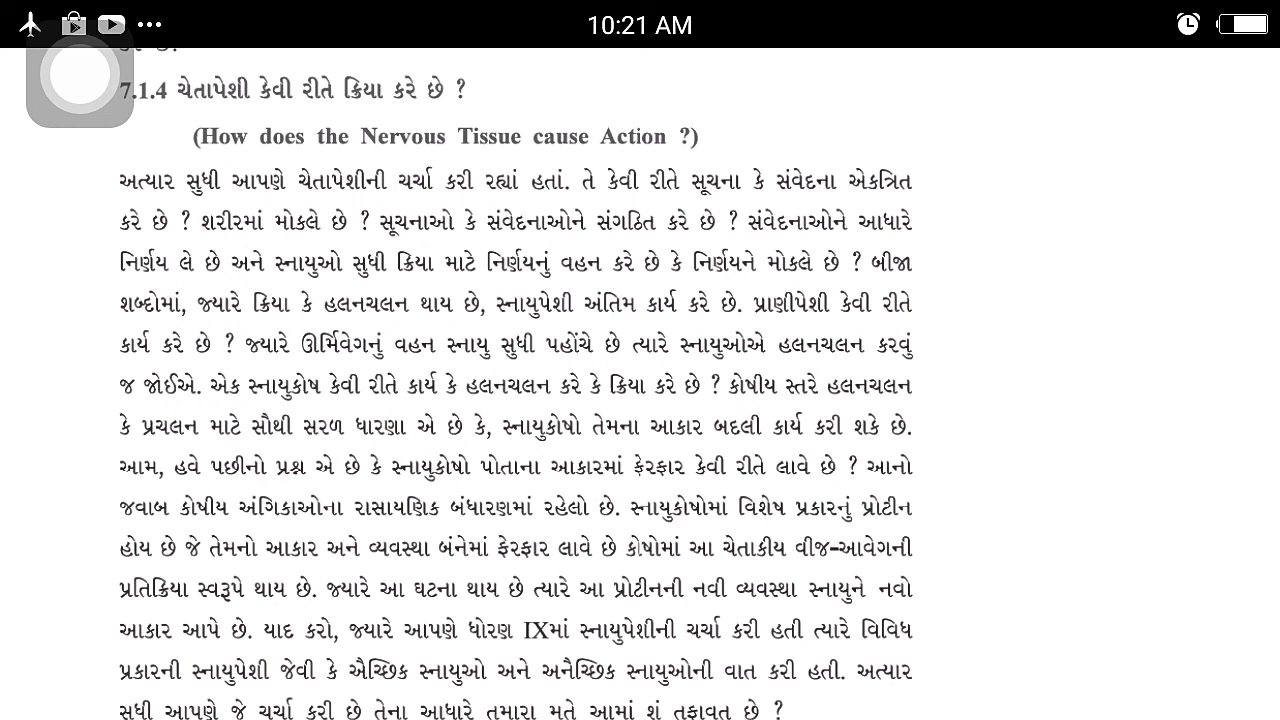 10:21 AM
7.1.4 ચેતાપેશી કેવી રીતે ક્રિયા કરે છે ?
(How does the Nervous Tissue cause Action ?)
અત્યાર સુધી આપણે ચેતાપેશીની ચર્ચા કરી રહ્યાં હતાં. તે કેવી રીતે સૂચના કે સંવેદના એકત્રિત
કરે છે ? શરીરમાં મોકલે છે ? સૂચનાઓ કે સંવેદનાઓને સંગઠિત કરે છે ? સંવેદનાઓને આધારે
નિર્ણય લે છે અને સ્નાયુઓ સુધી ક્રિયા માટે નિર્ણયનું વહન કરે છે કે નિર્ણયને મોકલે છે ? બીજા
શબ્દોમાં, જ્યારે ક્રિયા કે હલનચલન થાય છે, સ્નાયુપેશી અંતિમ કાર્ય કરે છે. પ્રાણીપેશી કેવી રીતે
કાર્ય કરે છે ? જ્યારે ઊર્મિવેગનું વહન સ્નાયુ સુધી પહોંચે છે ત્યારે સ્નાયુઓએ હલનચલન કરવું
જ જોઈએ. એક સ્નાયુકોષ કેવી રીતે કાર્ય કે હલનચલન કરે કે ક્રિયા કરે છે ? કોષીય સ્તરે હલનચલન
કે પ્રચલન માટે સૌથી સરળ ધારણા એ છે કે, સ્નાયુકોષો તેમના આકાર બદલી કાર્ય કરી શકે છે.
આમ, હવે પછીનો પ્રશ્ન એ છે કે સ્નાયુકોષો પોતાના આકારમાં ફેરફાર કેવી રીતે લાવે છે ? આનો
જવાબ કોષીય અંગિકાઓના રાસાયણિક બંધારણમાં રહેલો છે. સ્નાયુકોષોમાં વિશેષ પ્રકારનું પ્રોટીન
હોય છે જે તેમનો આકાર અને વ્યવસ્થા બંનેમાં ફેરફાર લાવે છે કોષોમાં આ ચેતાકીય વીજ-આવેગની
પ્રતિક્રિયા સ્વરૂપે થાય છે. જ્યારે આ ઘટના થાય છે ત્યારે આ પ્રોટીનની નવી વ્યવસ્થા સ્નાયુને નવો
આકાર આપે છે. યાદ કરો, જ્યારે આપણે ધોરણ IXમાં સ્નાયુપેશીની ચર્ચા કરી હતી ત્યારે વિવિધ
પ્રકારની સ્નાયુપેશી જેવી કે ઐચ્છિક સ્નાયુઓ અને અનૈચ્છિક સ્નાયુઓની વાત કરી હતી. અત્યાર
સુધી આપણે જે ચર્ચા કરી છે તેના આધારે તમારા મતે આમાં શું તફાવત છે ?